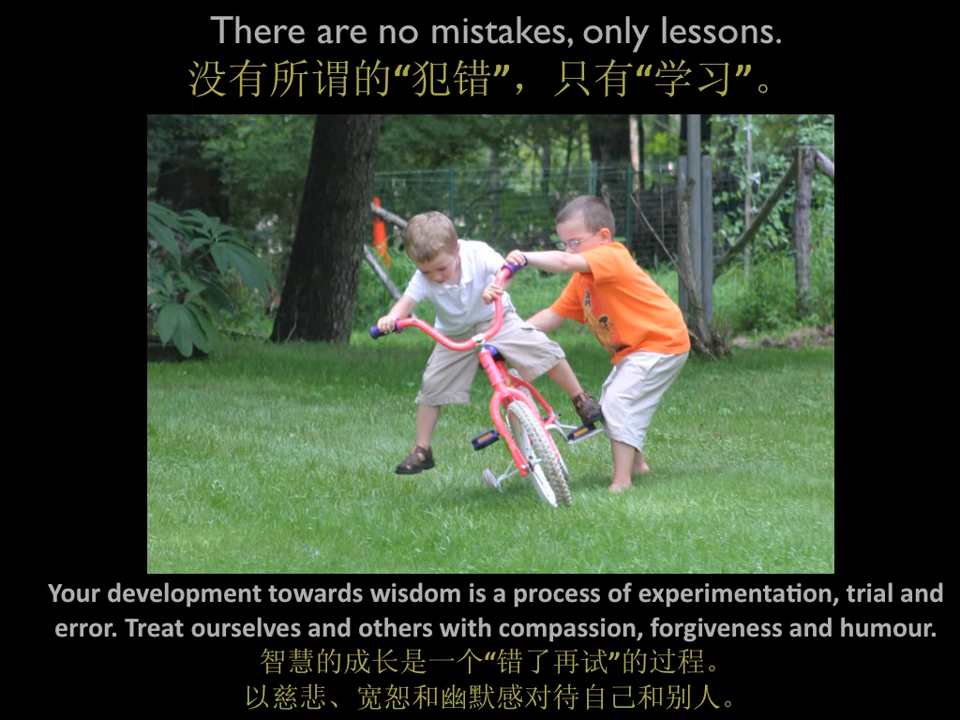 There are no mistakes, only lessons.
没有所谓的“犯错”，只有“学习”。
Your development towards wisdom is a process of experimentation, trial and
error. Treat ourselves and others with compassion, forgiveness and humour.
智慧的成长是一个“错了再试”的过程。
以慈悲、宽恕和幽默感对待自己和别人。